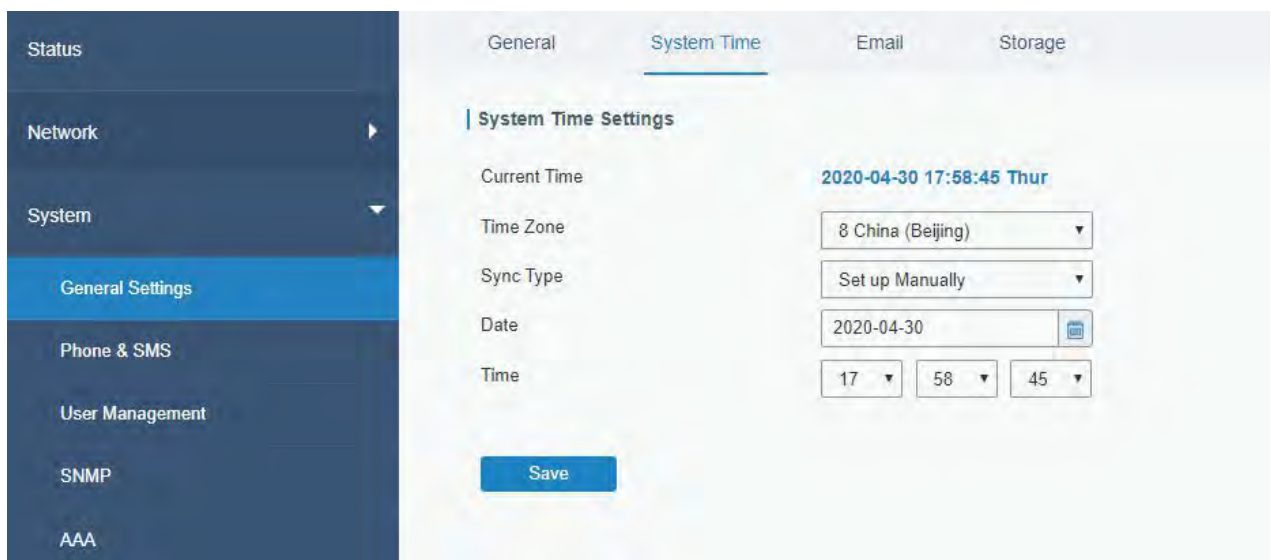 Status
Network
System
General Settings
Phone & SMS
User Management
SNMP
AAA
General System Time Email Storage
System Time Settings
Current Time 2020-04-30 17:58:45 Thur
Time Zone 8 China (Beijing)
Sync Type Set up Manually
Date 2020-04-30
Time 17 58 45
Save